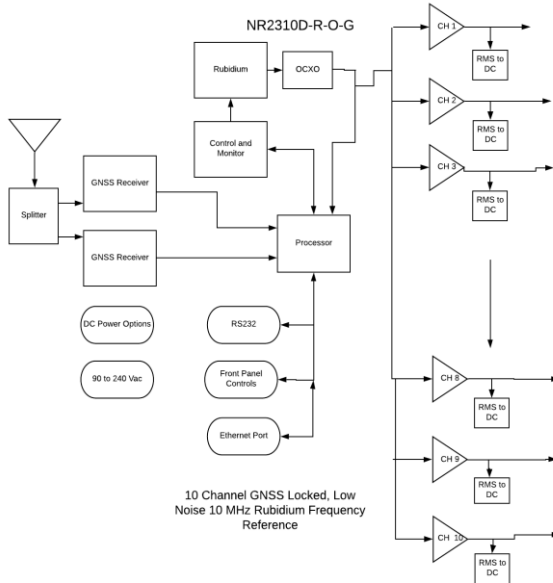 NR2310D-R-O-G
CH 1
RMS to
DC
Rubidium
OCXO
CH 2
RMS to
DC
Control and
Monitor
CH 3
RMS to
DC
GNSS Receiver
Splitter
GNSS Receiver
Processor
DC Power Options
RS232
90 to 240 Vac
Front Panel
Controls
Ethernet Port
CH 8
RMS to
DC
CH 9
RMS to
DC
CH 10
RMS to
DC
10 Channel GNSS Locked, Low
Noise 10 MHz Rubidium Frequency
Reference